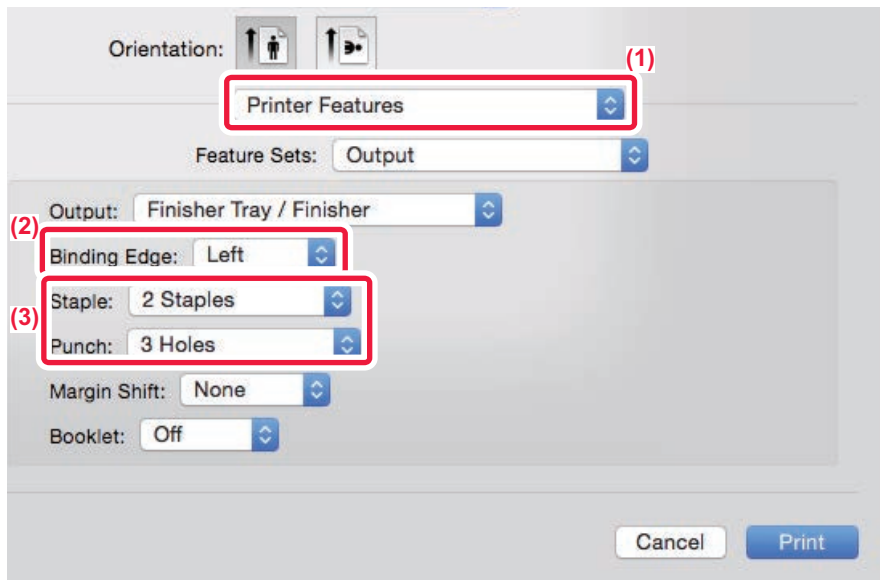 Orientation:
(1)
Printer Features
Feature Sets: Output
Output: Finisher Tray / Finisher
(2)
Binding Edge: Left
Staple: 2 Staples
(3)
Punch: 3 Holes
Margin Shift: None
Booklet: Off
Cancel Print